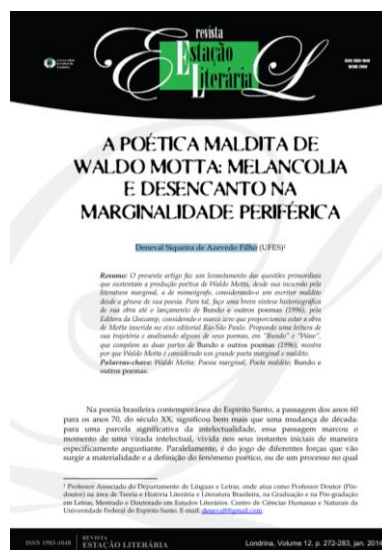 revista
Estação
Literária
EL
ISSN 1983-1048
A POÉTICA MALDITA DE
WALDO MOTTA: MELANCOLIA
E DESENCANTO NA
MARGINALIDADE PERIFÉRICA
Deneval Siqueira de Azevedo Filho (UFES)¹
Resumo: O presente artigo faz um levantamento das questões primordiais
que sustentam a produção poética de Waldo Motta, desde sua incursão pela
literatura marginal, a de mimeógrafo, considerando-o um escritor maldito
desde a gênese de sua poesia. Para tal, faço uma breve síntese historiográfica
de sua obra até o lançamento de Bundo e outros poemas (1996), pela
Editora da Unicamp, considerado o marco zero que proporcionou estar a obra
de Motta inserida no eixo editorial Rio-São Paulo. Propondo uma leitura de
sua trajetória e analisando alguns de seus poemas, em "Bundo" e "Waw",
que compõem as duas partes de Bundo e outros poemas (1996), mostra
por que Waldo Motta é considerado um grande poeta marginal e maldito.
Palavras-chave: Waldo Motta; Poesia marginal; Poeta maldito; Bundo e
outros poemas.
Na poesia brasileira contemporânea do Espírito Santo, a passagem dos anos 60
para os anos 70, do século XX, significou bem mais que uma mudança de década:
para uma parcela significativa da intelectualidade, essa passagem marcou o
momento de uma virada intelectual, vivida nos seus instantes iniciais de maneira
especificamente angustiante. Paralelamente, é do jogo de diferentes forças que vão
surgir a materialidade e a definição do fenômeno poético, ou de um processo no qual
¹ Professor Associado do Departamento de Línguas e Letras, onde atua como Professor Doutor (Pós-
doutor) na área de Teoria e História Literária e Literatura Brasileira, na Graduação e na Pós-gradação
em Letras, Mestrado e Doutorado em Estudos Literários. Centro de Ciências Humanas e Naturais da
Universidade Federal do Espírito Santo. E-mail: deneval@gmail.com
ISSN 1983-1048
REVISTA
ESTAÇÃO LITERÁRIA
Londrina, Volume 12, p. 272-283, jan. 2014